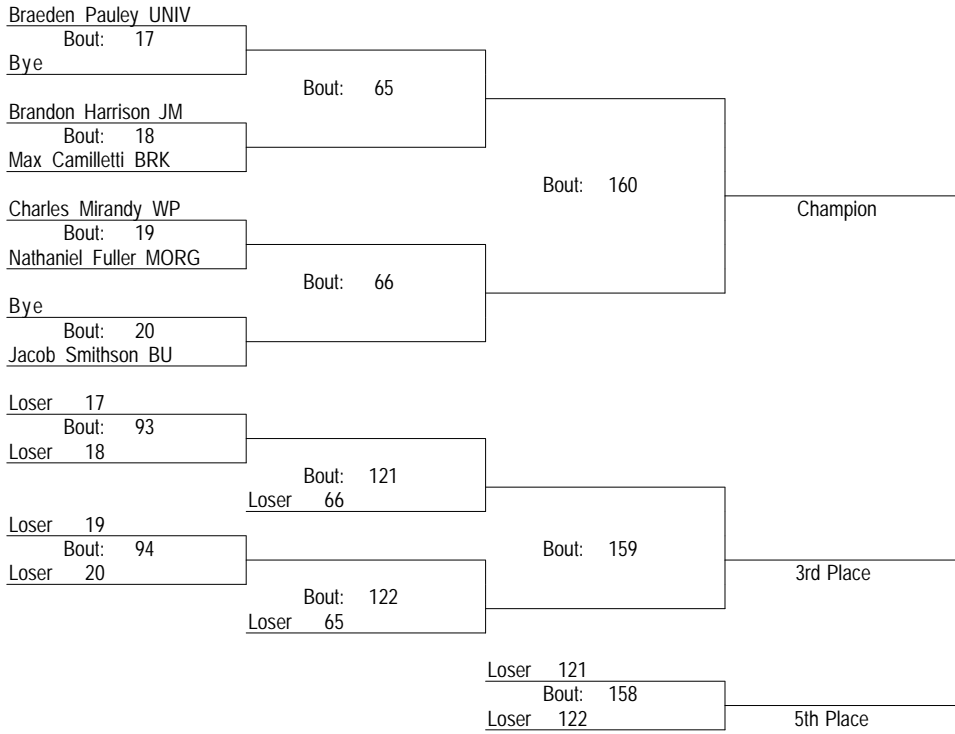 Braeden Pauley UNIV
Bout: 17
Bye
Bout: 65
Brandon Harrison JM
Bout: 18
Max Camilletti BRK
Bout: 160
Charles Mirandy WP
Champion
Bout: 19
Nathaniel Fuller MORG
Bout: 66
Bye
Bout: 20
Jacob Smithson BU
Loser 17
Bout: 93
Loser 18
Bout: 121
Loser 66
Loser 19
Bout: 94
Bout: 159
Loser 20
3rd Place
Bout: 122
Loser 65
Loser 121
Bout: 158
Loser 122
5th Place